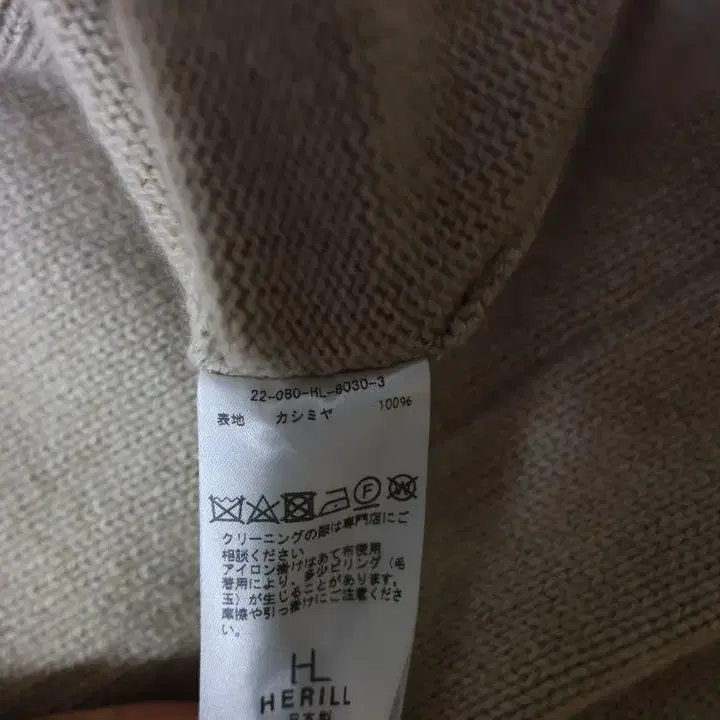 22-080-HL-8030-3
表地 カシミヤ 100%
F W
クリーニングの際は専門店にご
相談ください
アイロン掛けはあて布使用
着用により、多少ピリング（毛
玉）が生じることがあります。
摩擦や引っ掛けにご注意くださ
い。
HL
HERILL
日本製